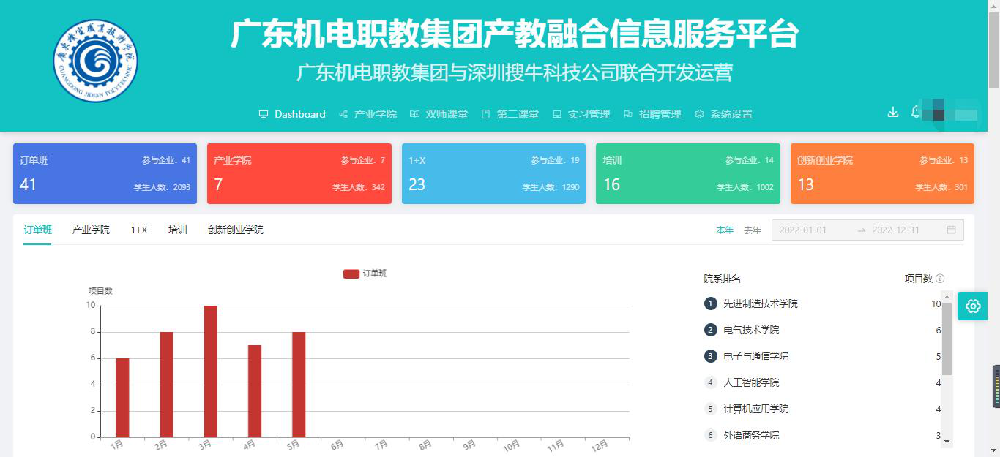 广东机电职教集团产教融合信息服务平台
广东机电职教集团与深圳搜牛科技公司联合开发运营
广东机电职业技术学院
GUANGDONG JIDIAN POLYTECHNIC
Dashboard 产业学院 双师课堂 第二课堂 实习管理 招聘管理 系统设置
订单班 参与企业：41
41 学生人数：2093
产业学院 参与企业：7
7 学生人数：342
1+X 参与企业：19
23 学生人数：1290
培训 参与企业：14
16 学生人数：1002
创新创业学院 参与企业：13
13 学生人数：301
订单班 产业学院 1+X 培训 创新创业学院 本年 去年 2022-01-01 2022-12-31
订单班
项目数
10
8
6
4
2
0
1月 2月 3月 4月 5月 6月 7月 8月 9月 10月 11月 12月
院系排名 项目数
1 先进制造技术学院 10
2 电气技术学院 6
3 电子与通信学院 5
4 人工智能学院 4
5 计算机应用学院 4
6 外语商务学院 3